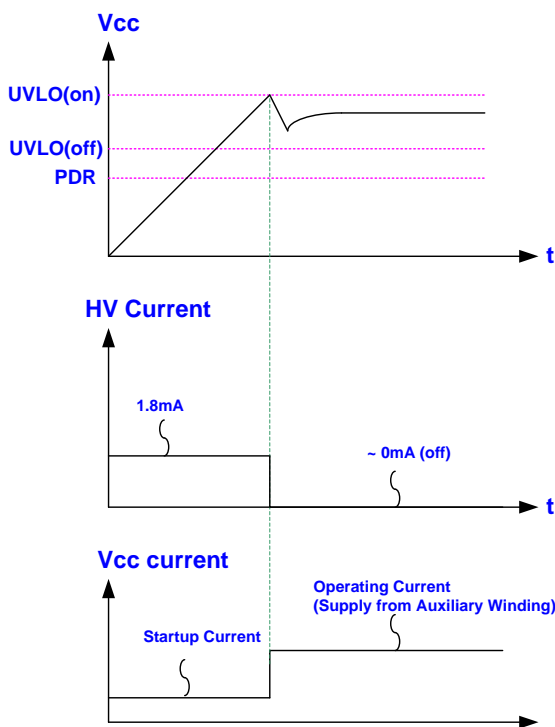 Vcc
UVLO(on)
UVLO(off)
PDR
t
HV Current
1.8mA
~ 0mA (off)
t
Vcc current
Operating Current
(Supply from Auxiliary Winding)
Startup Current